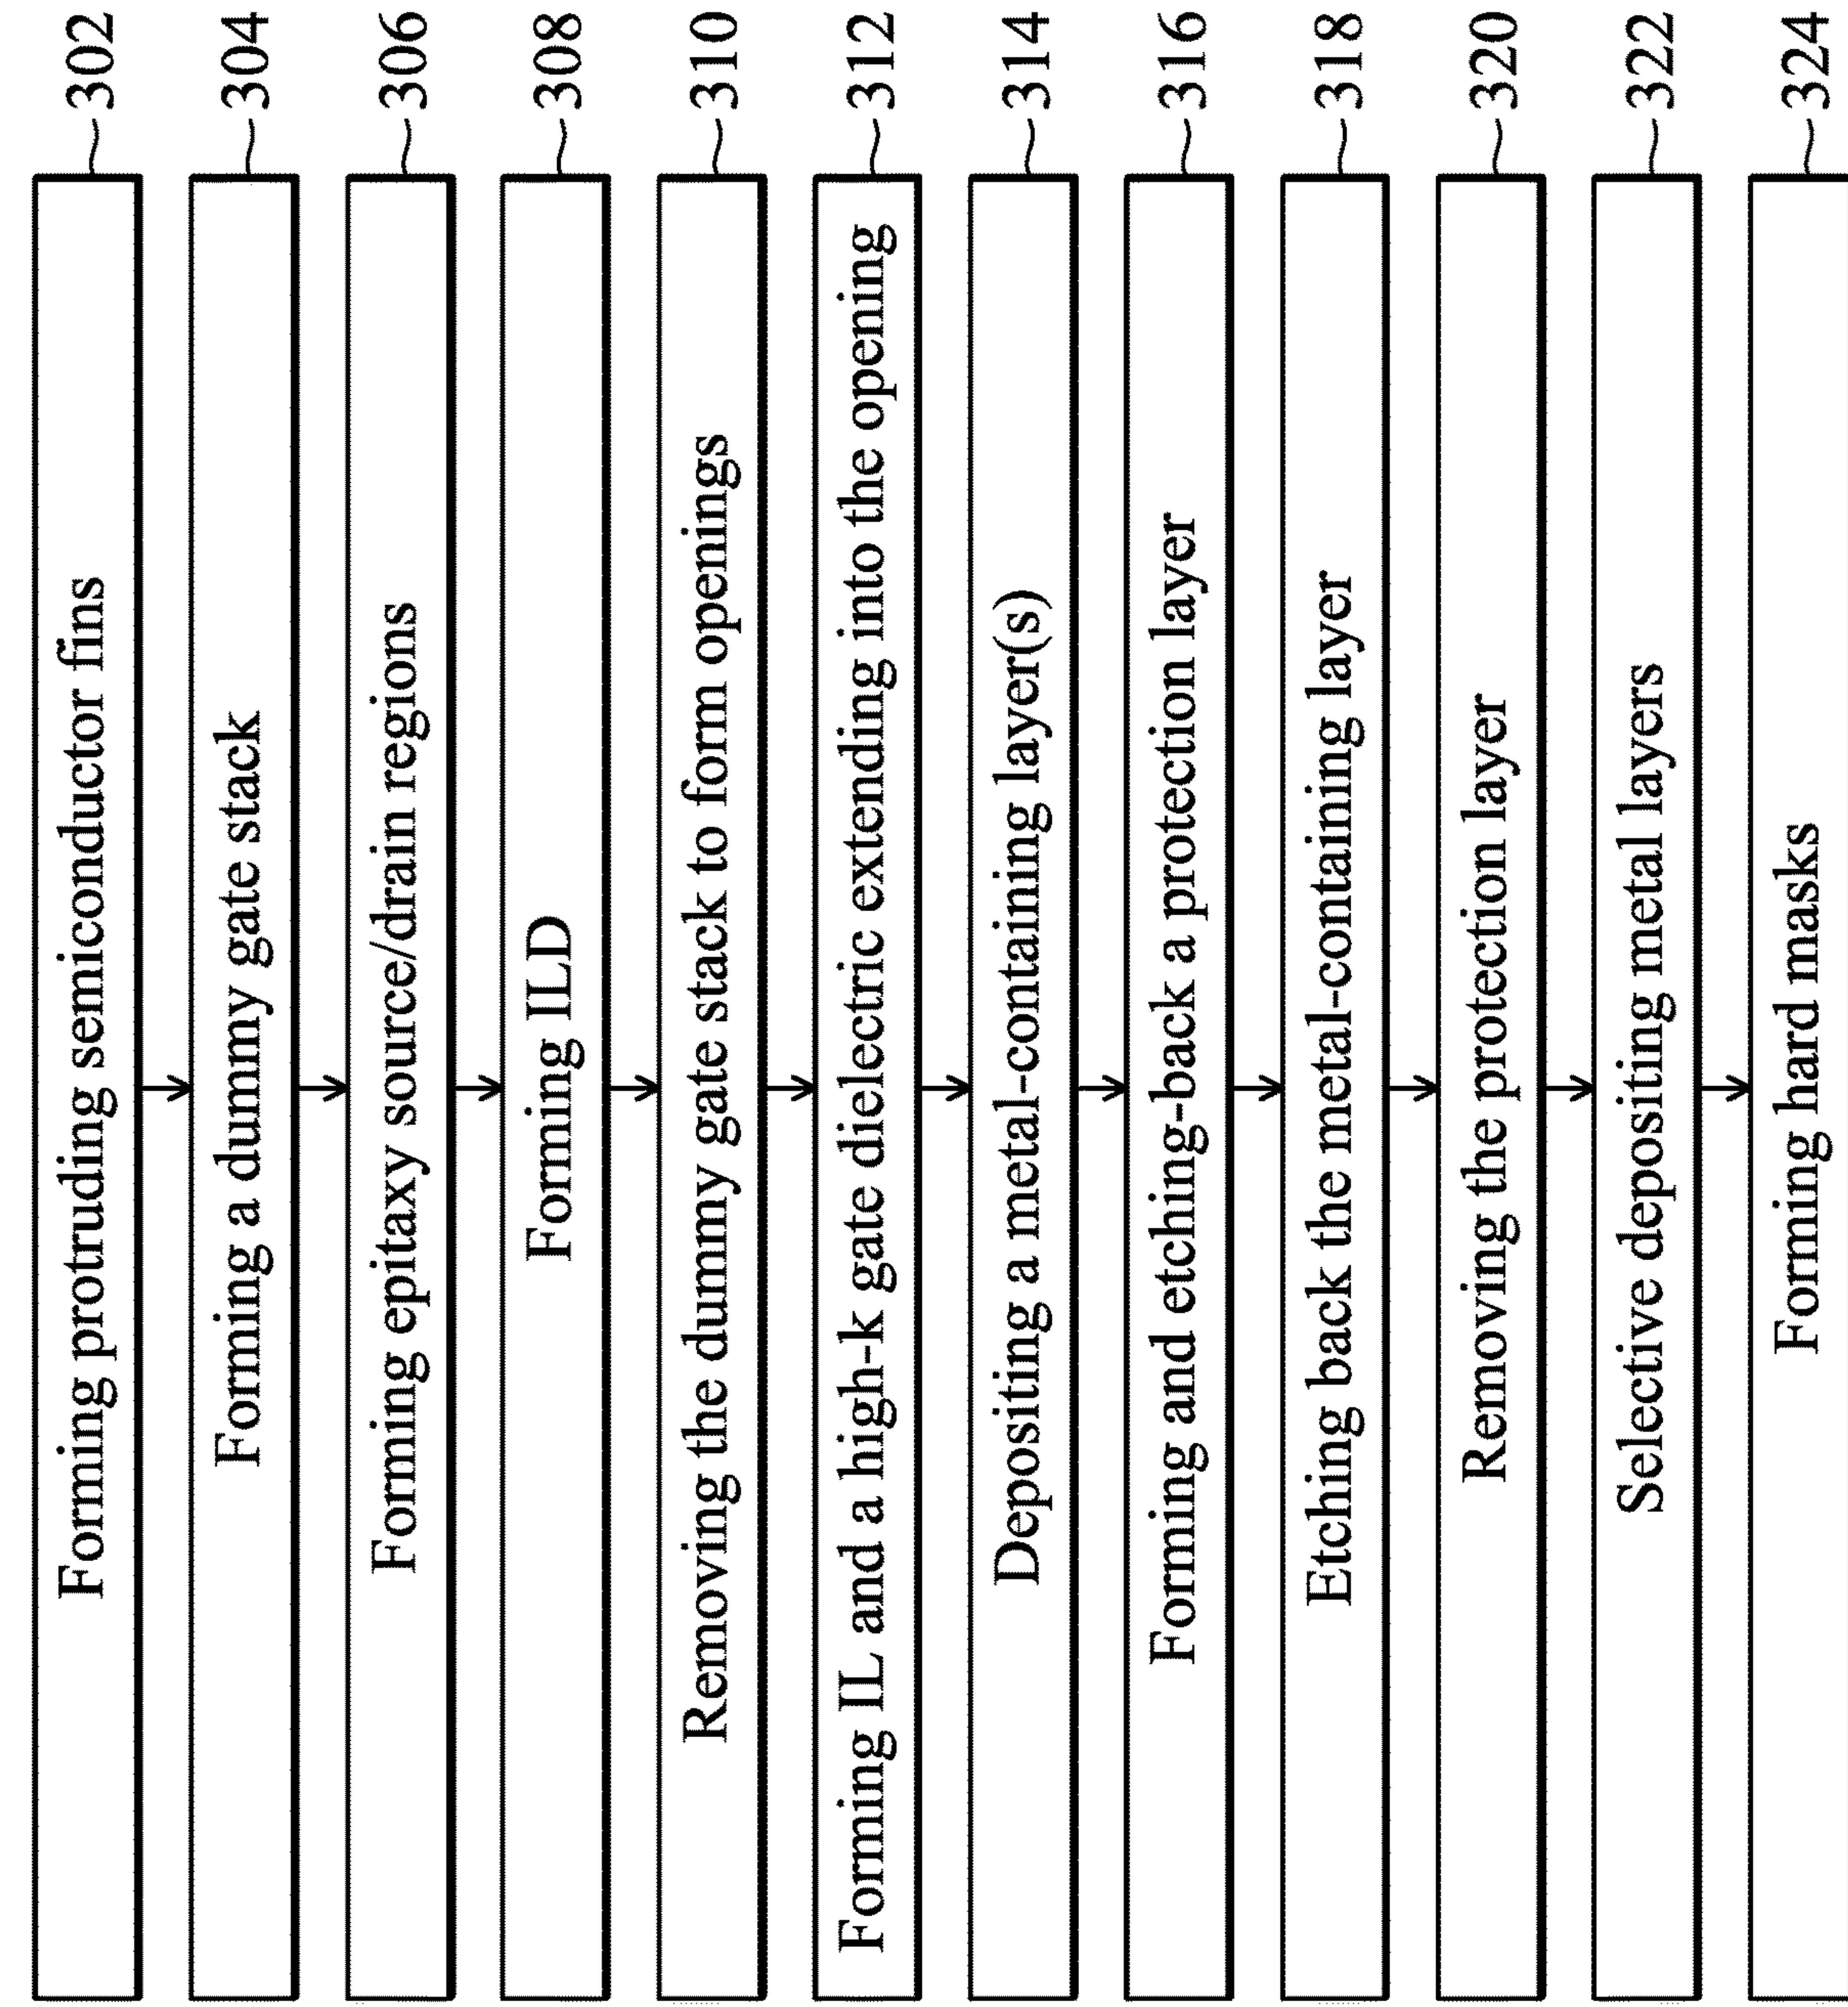 Forming protruding semiconductor fins 302
Forming a dummy gate stack 304
Forming epitaxy source/drain regions 306
Forming ILD 308
Removing the dummy gate stack to form openings 310
Forming IL and a high-k gate dielectric extending into the opening 312
Depositing a metal-containing layer(s) 314
Forming and etching-back a protection layer 316
Etching back the metal-containing layer 318
Removing the protection layer 320
Selective depositing metal layers 322
Forming hard masks 324